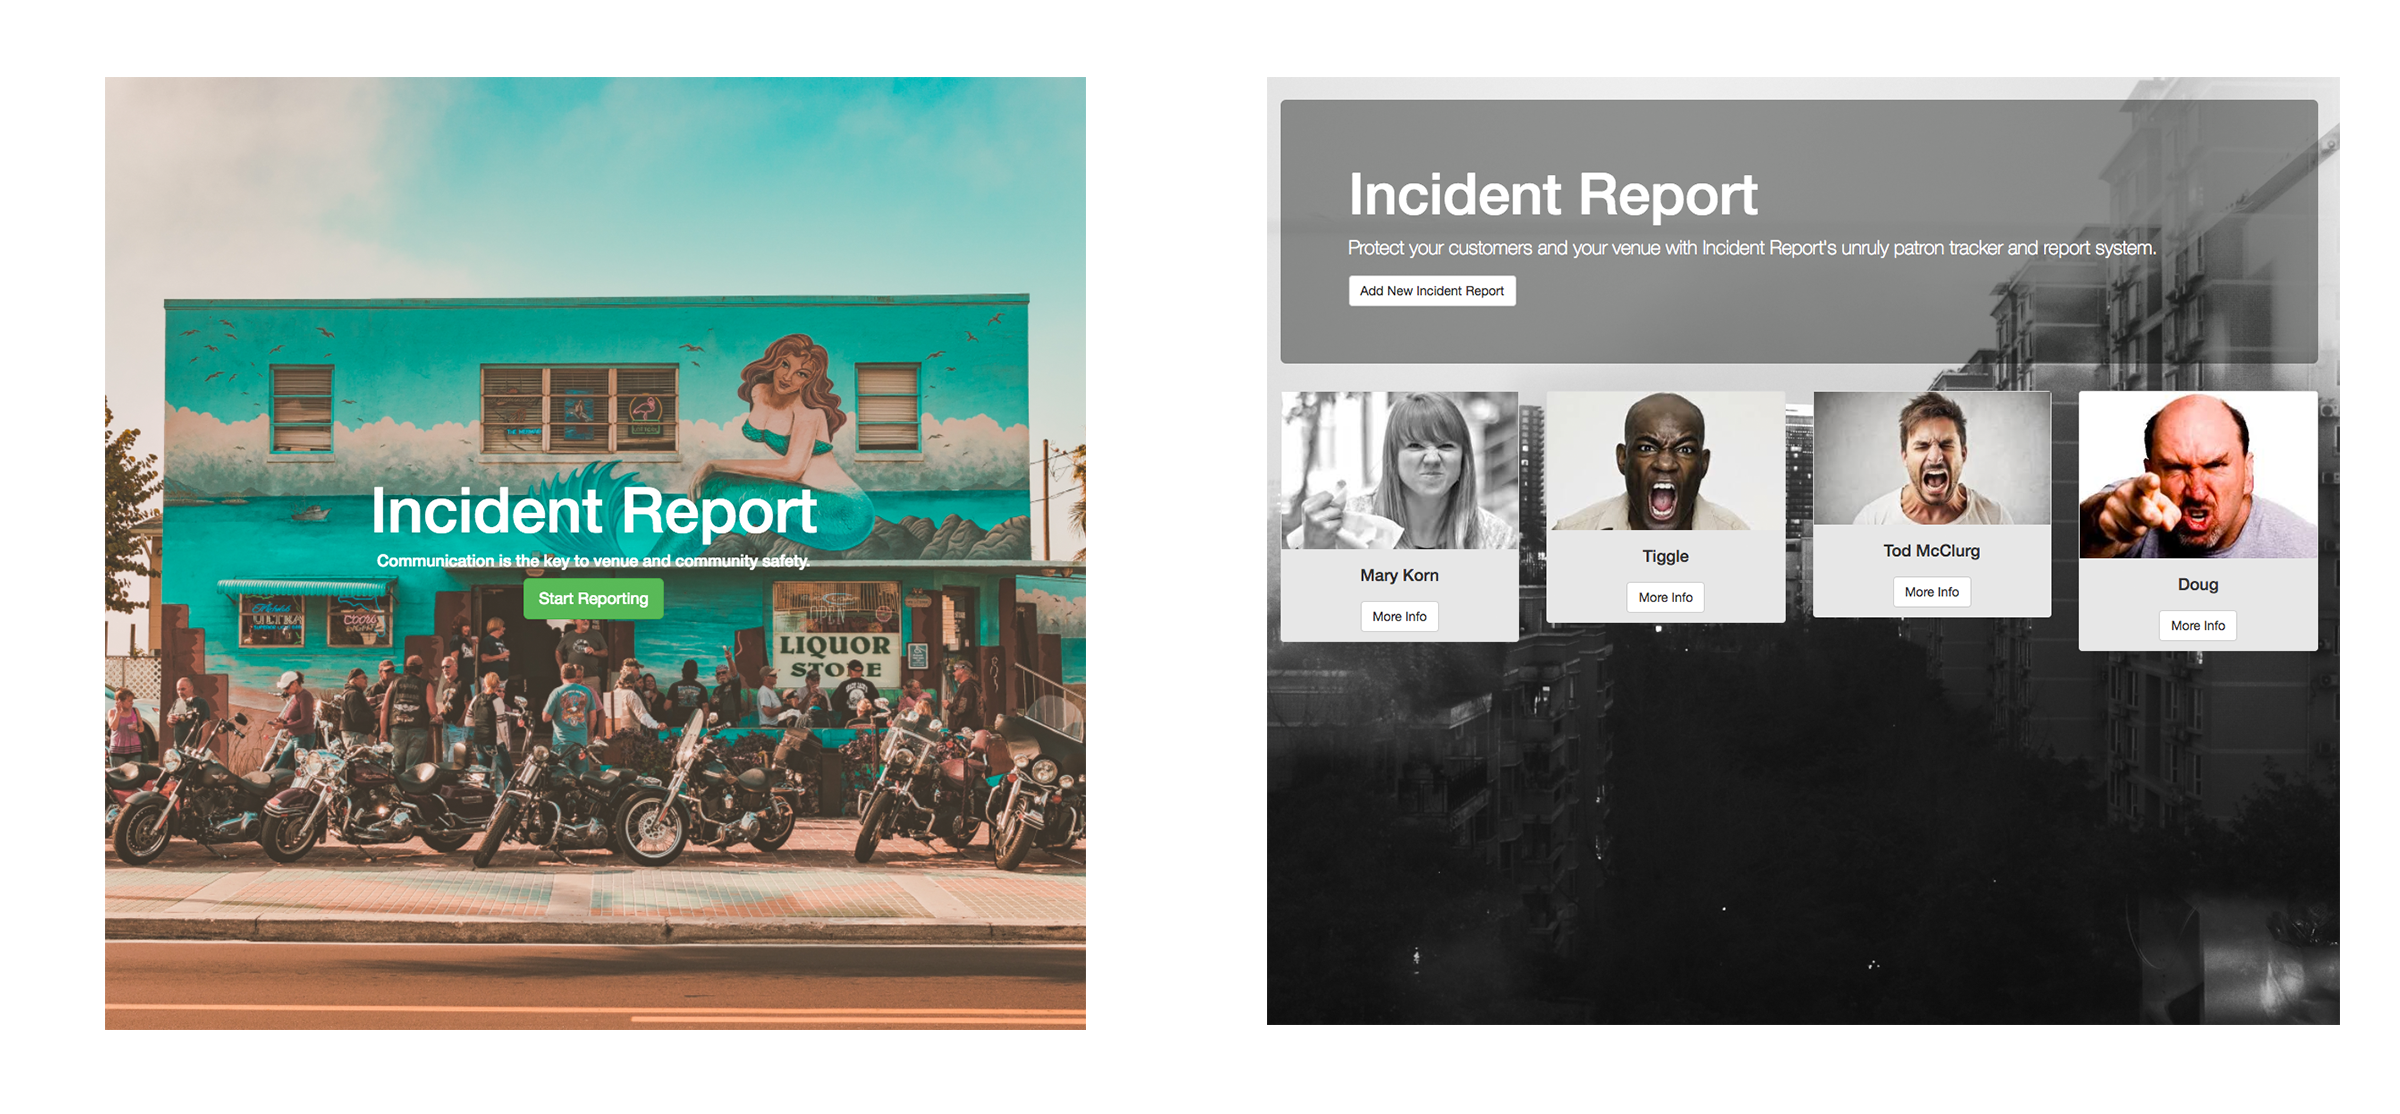 Incident Report
Communication is the key to venue and community safety.
Start Reporting
ULTRA
Coors
OPEN
LIQUOR
STORE
Incident Report
Protect your customers and your venue with Incident Report's unruly patron tracker and report system.
Add New Incident Report
Mary Korn
More Info
Tiggle
More Info
Tod McClurg
More Info
Doug
More Info